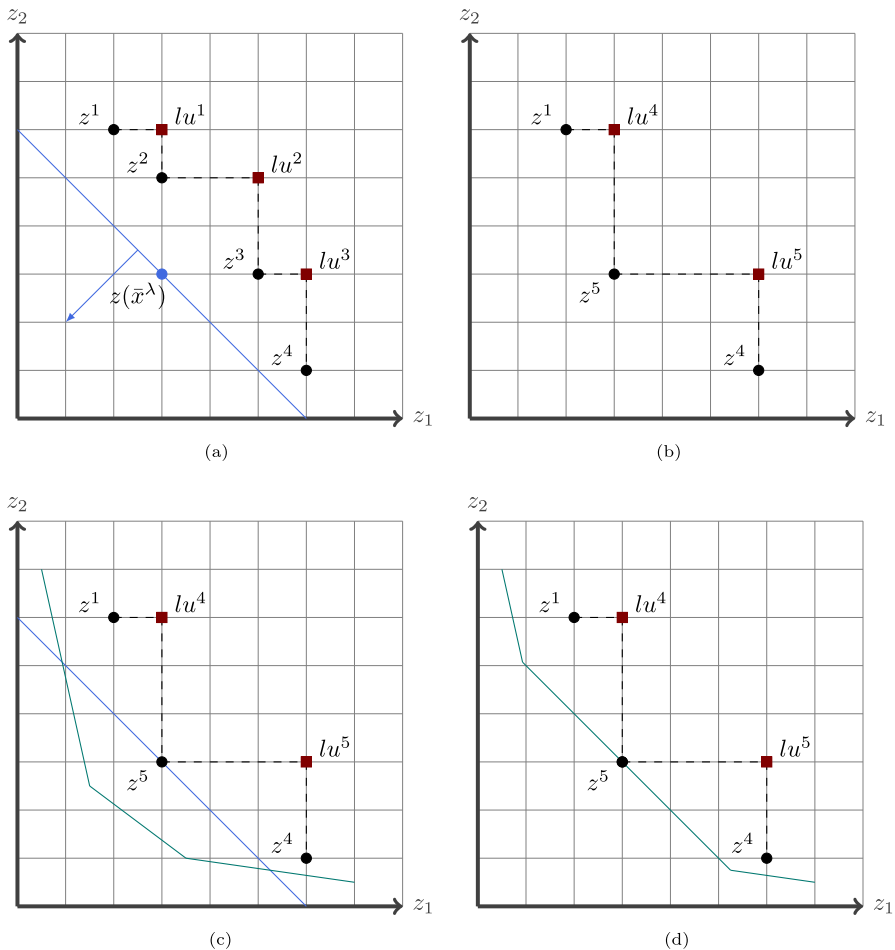 z₂ z₂
z¹ lu¹ z¹ lu⁴
z² lu²
z³ lu³ z⁵ lu⁵
z(x̄^λ)
z⁴ z⁴
z₁ z₁
(a) (b)
z₂ z₂
z¹ lu⁴ z¹ lu⁴
lu⁵ lu⁵
z⁵ z⁵
z⁴ z⁴
z₁ z₁
(c) (d)